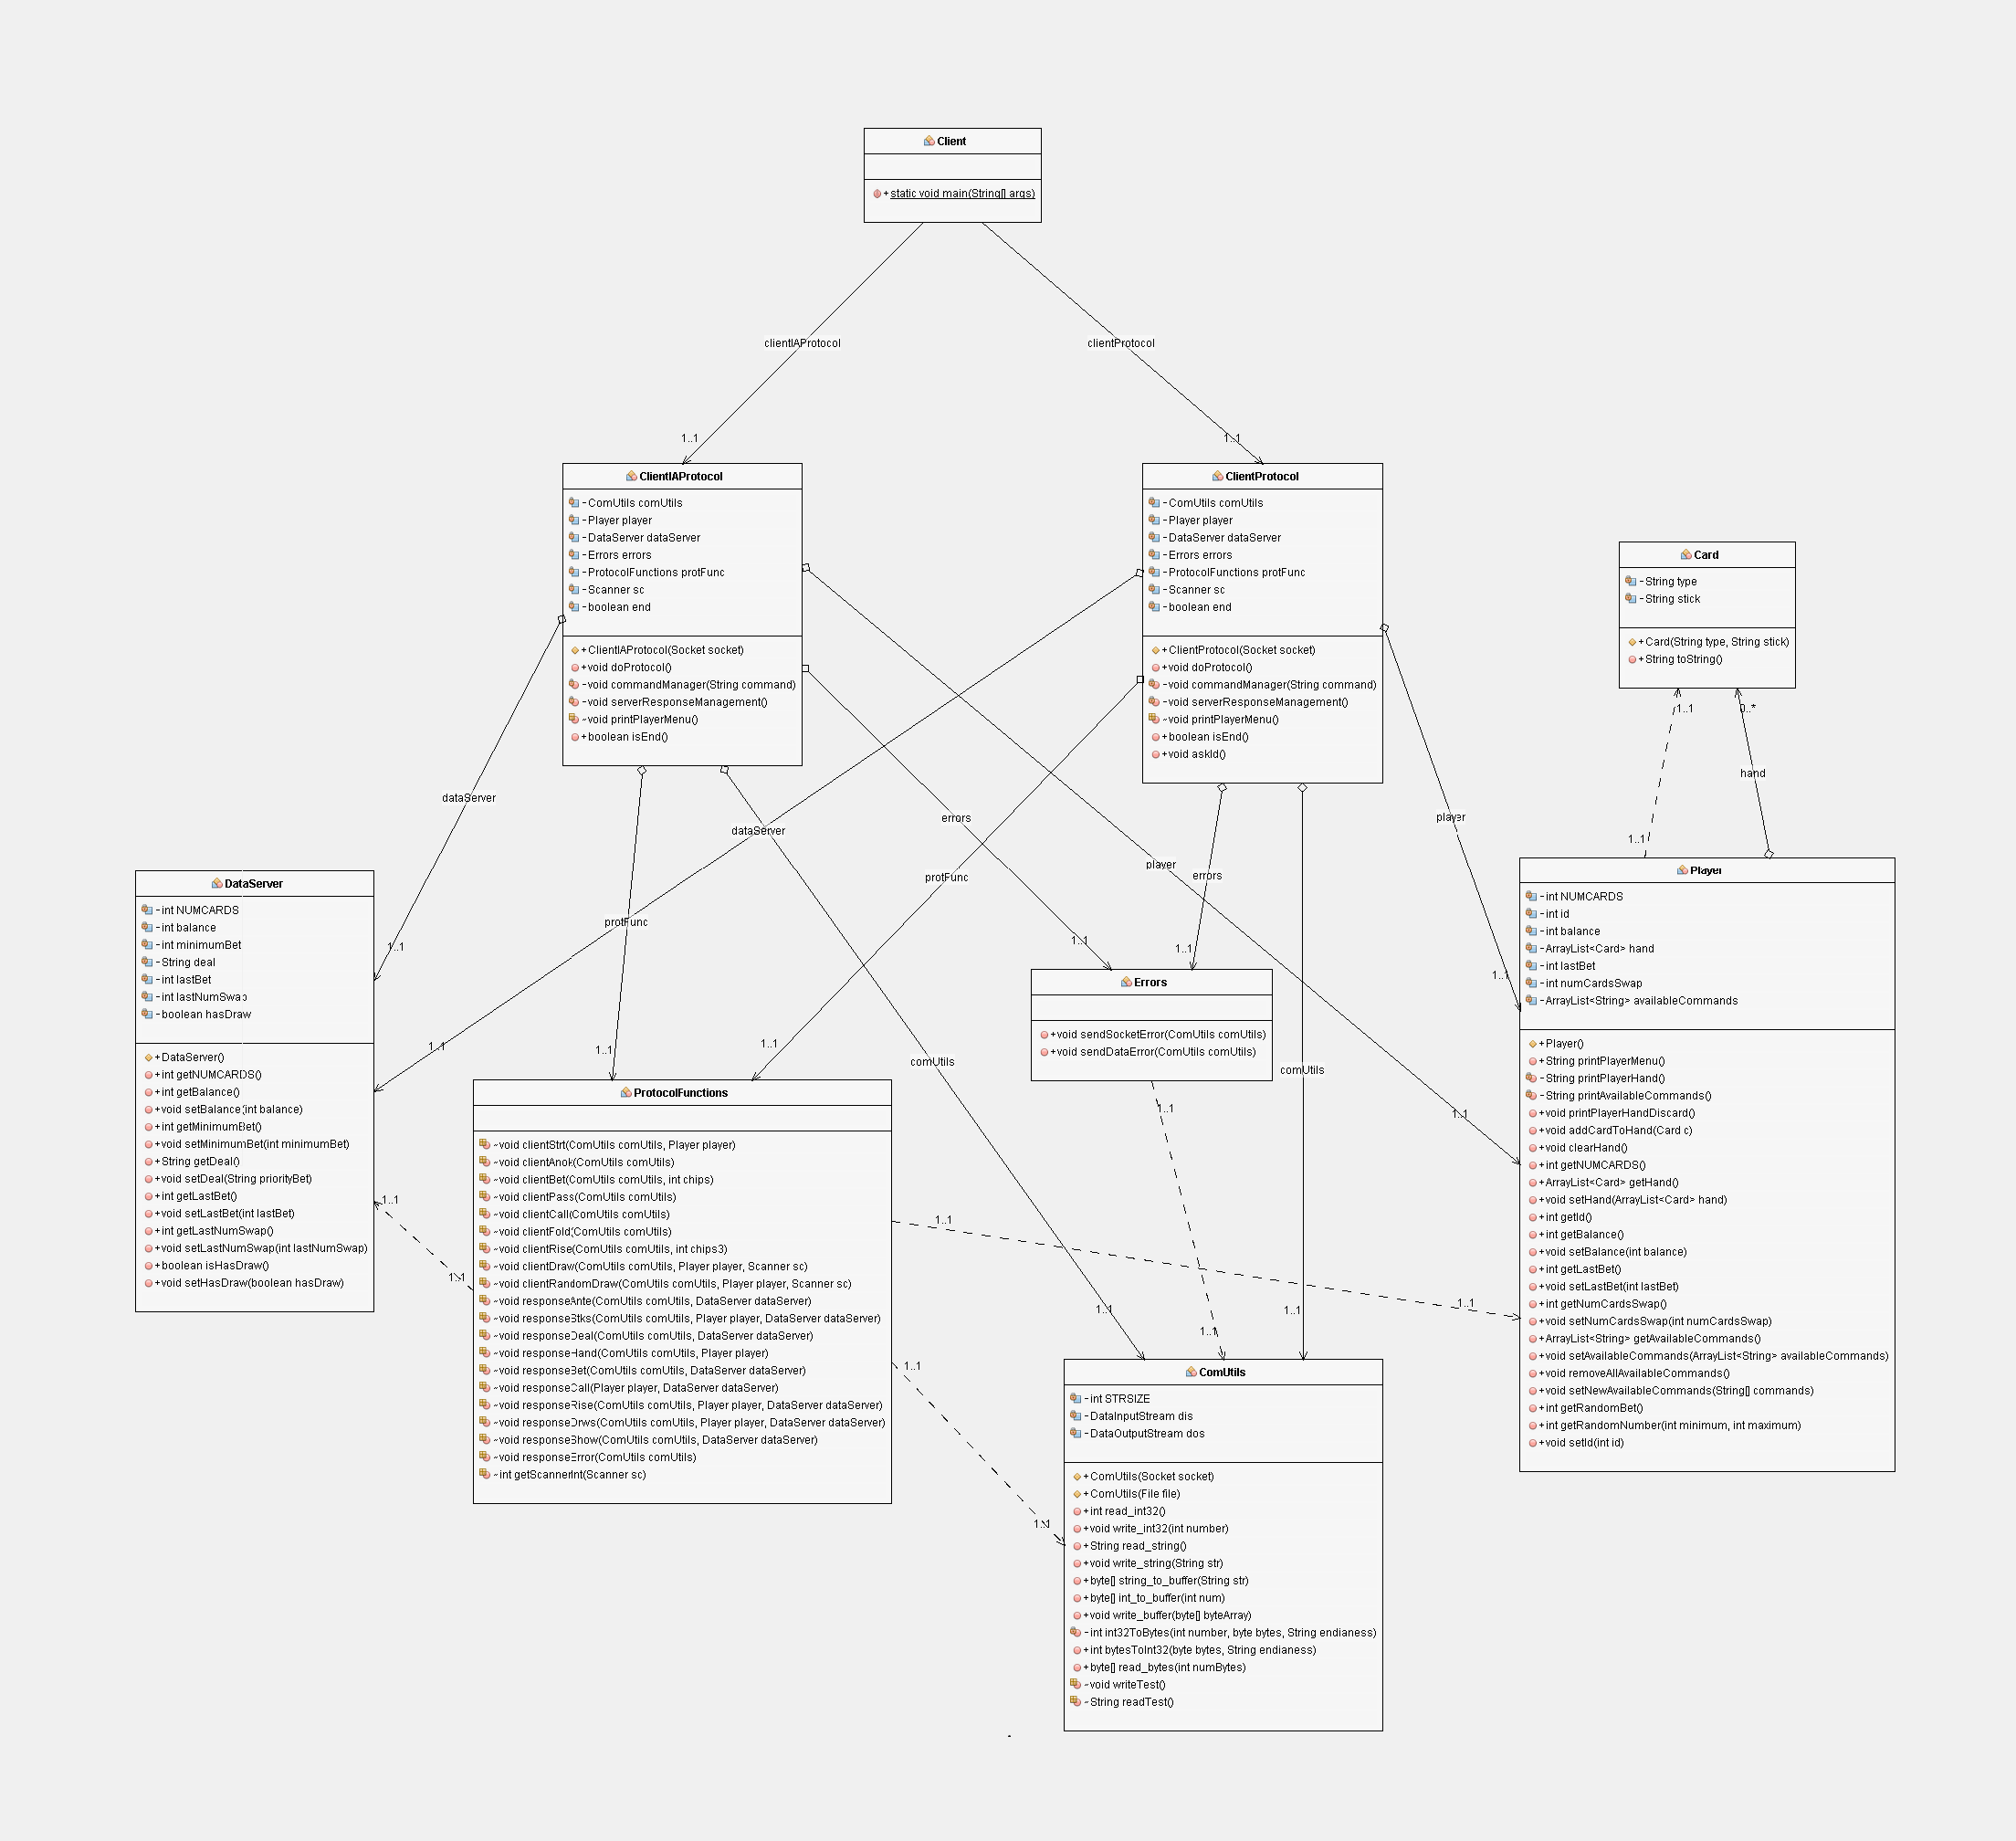 Client
+ static void main(String[] args)
clientIAProtocol
clientProtocol
1..1
1..1
ClientIAProtocol
- ComUtils comUtils
- Player player
- DataServer dataServer
- Errors errors
- ProtocolFunctions protFunc
- Scanner sc
- boolean end
+ ClientIAProtocol(Socket socket)
+ void doProtocol()
- void commandManager(String command)
- void serverResponseManagement()
~ void printPlayerMenu()
+ boolean isEnd()
ClientProtocol
- ComUtils comUtils
- Player player
- DataServer dataServer
- Errors errors
- ProtocolFunctions protFunc
- Scanner sc
- boolean end
+ ClientProtocol(Socket socket)
+ void doProtocol()
- void commandManager(String command)
- void serverResponseManagement()
~ void printPlayerMenu()
+ boolean isEnd()
+ void askId()
Card
- String type
- String stick
+ Card(String type, String stick)
+ String toString()
1..1
0..*
hand
1..1
dataServer
dataServer
errors
player
player
errors
protFunc
protFunc
comUtils
comUtils
1..1
1..1
1..1
1..1
1..1
1..1
1..1
1..1
DataServer
- int NUMCARDS
- int balance
- int minimumBet
- String deal
- int lastBet
- int lastNumSwap
- boolean hasDraw
+ DataServer()
+ int getNUMCARDS()
+ int getBalance()
+ void setBalance(int balance)
+ int getMinimumBet()
+ void setMinimumBet(int minimumBet)
+ String getDeal()
+ void setDeal(String priorityBet)
+ int getLastBet()
+ void setLastBet(int lastBet)
+ int getLastNumSwap()
+ void setLastNumSwap(int lastNumSwap)
+ boolean isHasDraw()
+ void setHasDraw(boolean hasDraw)
1..1
1..1
ProtocolFunctions
~ void clientStrt(ComUtils comUtils, Player player)
~ void clientAnok(ComUtils comUtils)
~ void clientBet(ComUtils comUtils, int chips)
~ void clientPass(ComUtils comUtils)
~ void clientCall(ComUtils comUtils)
~ void clientFold(ComUtils comUtils)
~ void clientRise(ComUtils comUtils, int chips3)
~ void clientDraw(ComUtils comUtils, Player player, Scanner sc)
~ void clientRandomDraw(ComUtils comUtils, Player player, Scanner sc)
~ void responseAnte(ComUtils comUtils, DataServer dataServer)
~ void responseStks(ComUtils comUtils, Player player, DataServer dataServer)
~ void responseDeal(ComUtils comUtils, DataServer dataServer)
~ void responseHand(ComUtils comUtils, Player player)
~ void responseBet(ComUtils comUtils, DataServer dataServer)
~ void responseCall(Player player, DataServer dataServer)
~ void responseRise(ComUtils comUtils, Player player, DataServer dataServer)
~ void responseDrws(ComUtils comUtils, Player player, DataServer dataServer)
~ void responseShow(ComUtils comUtils, DataServer dataServer)
~ void responseError(ComUtils comUtils)
~ int getScannerInt(Scanner sc)
1..1
1..1
1..1
1..1
Errors
+ void sendSocketError(ComUtils comUtils)
+ void sendDataError(ComUtils comUtils)
1..1
1..1
1..1
1..1
ComUtils
- int STRSIZE
- DataInputStream dis
- DataOutputStream dos
+ ComUtils(Socket socket)
+ ComUtils(File file)
+ int read_int32()
+ void write_int32(int number)
+ String read_string()
+ void write_string(String str)
+ byte[] string_to_buffer(String str)
+ byte[] int_to_buffer(int num)
+ void write_buffer(byte[] byteArray)
- int int32ToBytes(int number, byte bytes, String endianess)
+ int bytesToInt32(byte bytes, String endianess)
+ byte[] read_bytes(int numBytes)
~ void writeTest()
~ String readTest()
Player
- int NUMCARDS
- int id
- int balance
- ArrayList<Card> hand
- int lastBet
- int numCardsSwap
- ArrayList<String> availableCommands
+ Player()
+ String printPlayerMenu()
- String printPlayerHand()
- String printAvailableCommands()
+ void printPlayerHandDiscard()
+ void addCardToHand(Card c)
+ void clearHand()
+ int getNUMCARDS()
+ ArrayList<Card> getHand()
+ void setHand(ArrayList<Card> hand)
+ int getId()
+ int getBalance()
+ void setBalance(int balance)
+ int getLastBet()
+ void setLastBet(int lastBet)
+ int getNumCardsSwap()
+ void setNumCardsSwap(int numCardsSwap)
+ ArrayList<String> getAvailableCommands()
+ void setAvailableCommands(ArrayList<String> availableCommands)
+ void removeAllAvailableCommands()
+ void setNewAvailableCommands(String[] commands)
+ int getRandomBet()
+ int getRandomNumber(int minimum, int maximum)
+ void setId(int id)